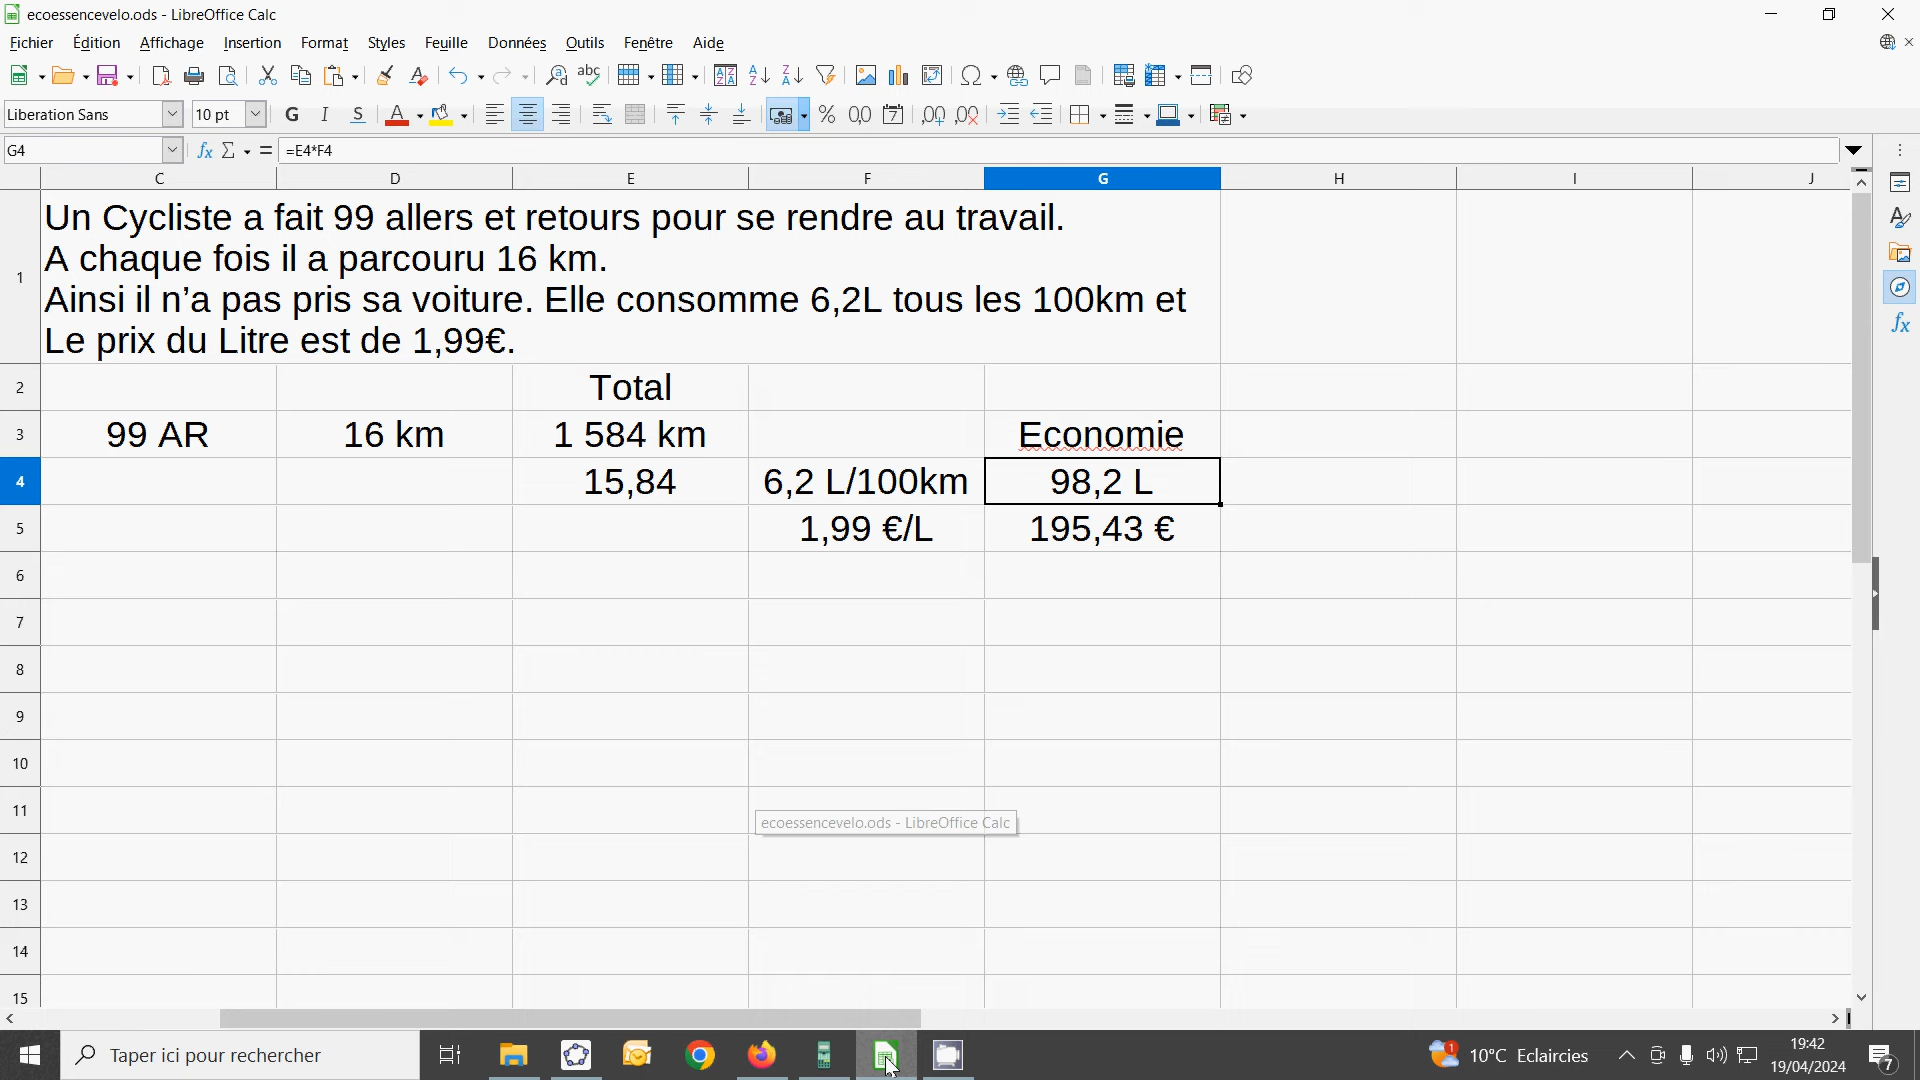 ecoessencevelo.ods - LibreOffice Calc
Fichier Édition Affichage Insertion Format Styles Feuille Données Outils Fenêtre Aide
Liberation Sans 10 pt G I S
G4 fx Σ = =E4*F4
C D E F G H I J
1
Un Cycliste a fait 99 allers et retours pour se rendre au travail.
A chaque fois il a parcouru 16 km.
Ainsi il n’a pas pris sa voiture. Elle consomme 6,2L tous les 100km et
Le prix du Litre est de 1,99€.
2 Total
3 99 AR 16 km 1 584 km Economie
4 15,84 6,2 L/100km 98,2 L
5 1,99 €/L 195,43 €
6
7
8
9
10
11
ecoessencevelo.ods - LibreOffice Calc
12
13
14
15
Taper ici pour rechercher
1 10°C Eclaircies
19:42
19/04/2024
7